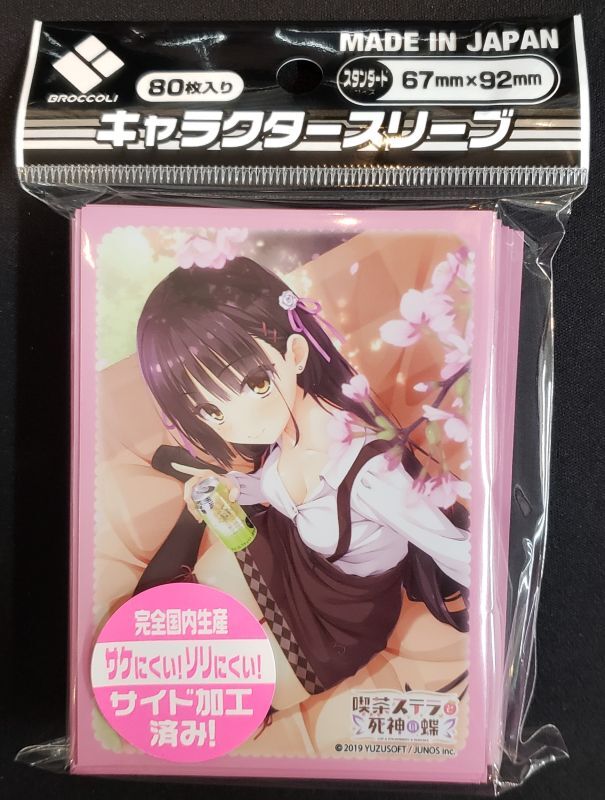 MADE IN JAPAN
BROCCOLI
80枚入り
スタンダード
サイズ
67mm×92mm
キャラクタースリーブ
完全国内生産
サケにくい!ソリにくい!
サイド加工
済み!
喫茶ステラと
死神の蝶
© 2019 YUZUSOFT / JUNOS inc.